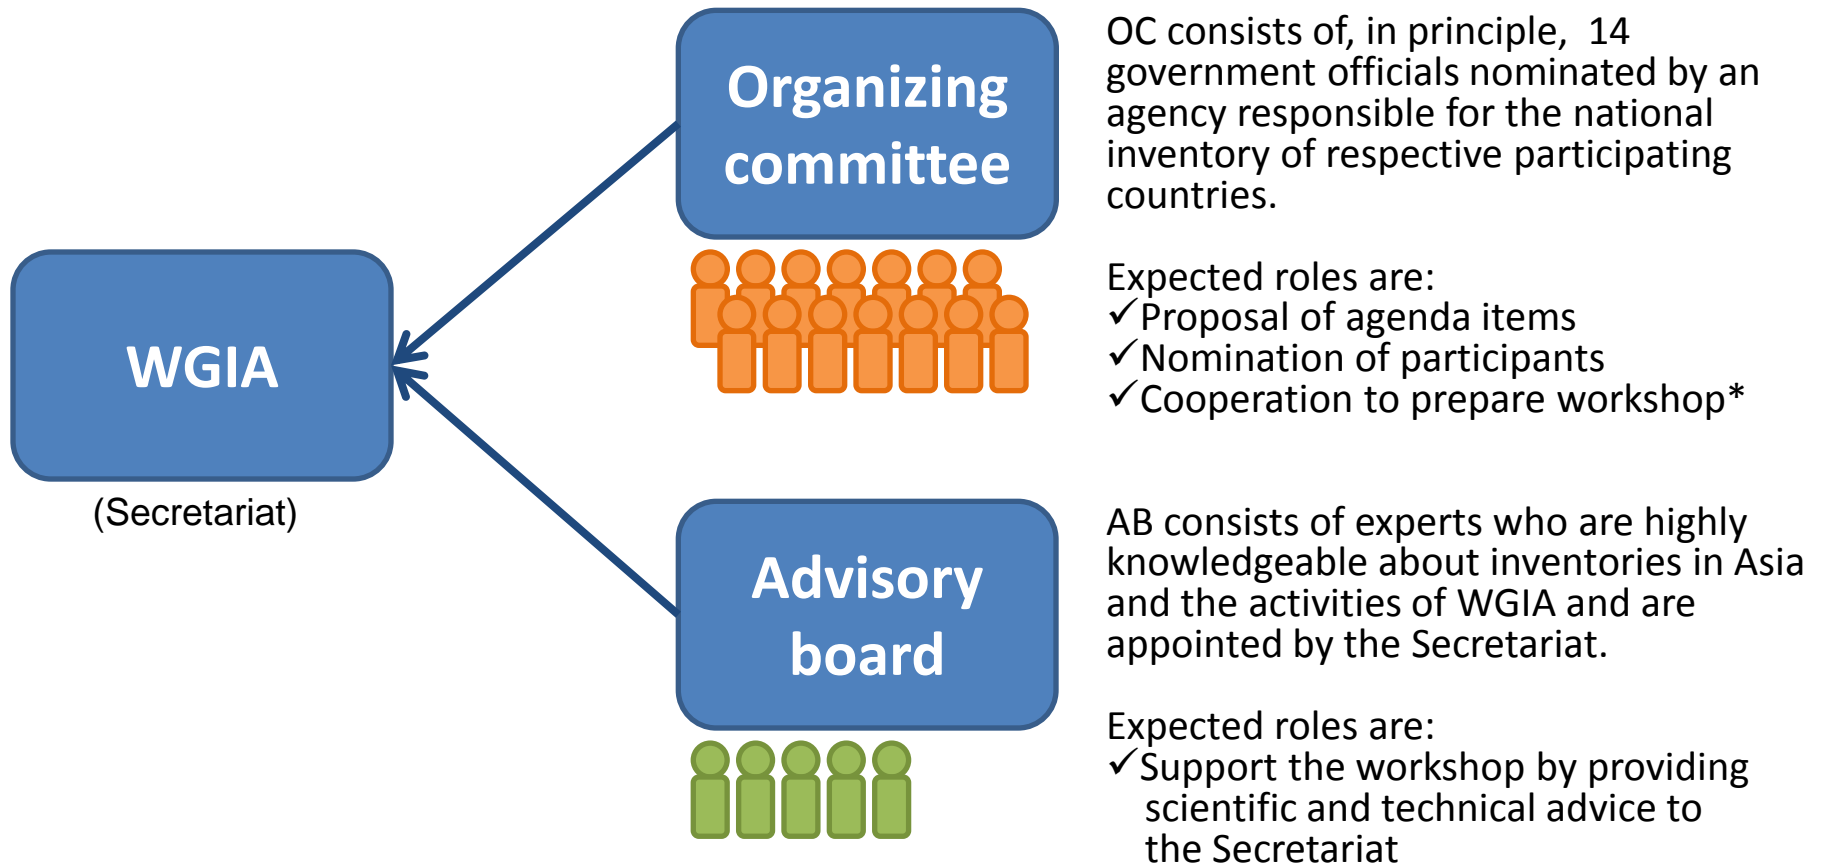 WGIA
(Secretariat)
Organizing
committee
OC consists of, in principle,  14
government officials nominated by an
agency responsible for the national
inventory of respective participating
countries.
Expected roles are:
✓Proposal of agenda items
✓Nomination of participants
✓Cooperation to prepare workshop*
Advisory
board
AB consists of experts who are highly
knowledgeable about inventories in Asia
and the activities of WGIA and are
appointed by the Secretariat.
Expected roles are:
✓Support the workshop by providing
scientific and technical advice to
the Secretariat